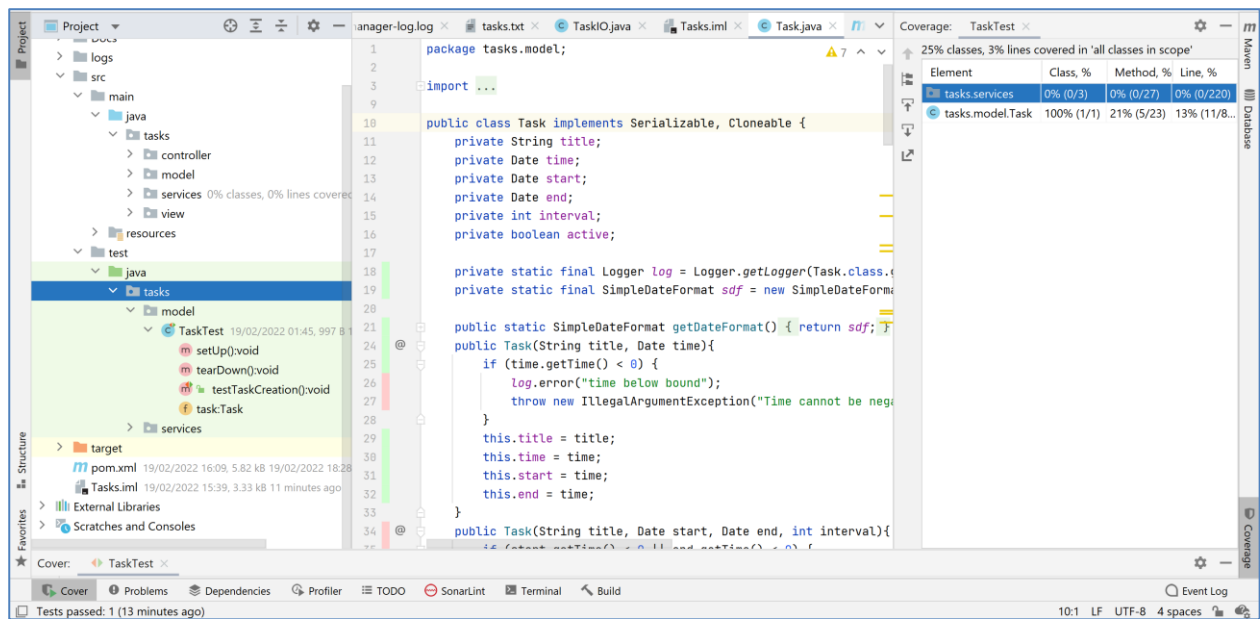 Project
anager-log.log
tasks.txt
TaskIO.java
Tasks.iml
Task.java
Coverage: TaskTest
Project
logs
src
main
java
tasks
controller
model
services 0% classes, 0% lines covered
view
resources
test
java
tasks
model
TaskTest 19/02/2022 01:45, 997 B 1
setUp():void
tearDown():void
testTaskCreation():void
task:Task
services
target
pom.xml 19/02/2022 16:09, 5.82 kB 19/02/2022 18:28
Tasks.iml 19/02/2022 15:39, 3.33 kB 11 minutes ago
External Libraries
Scratches and Consoles
Structure
Favorites
7
1 package tasks.model;
2
3 import ...
9
10 public class Task implements Serializable, Cloneable {
11 private String title;
12 private Date time;
13 private Date start;
14 private Date end;
15 private int interval;
16 private boolean active;
17
18 private static final Logger log = Logger.getLogger(Task.class.g
19 private static final SimpleDateFormat sdf = new SimpleDateForma
20
21 public static SimpleDateFormat getDateFormat() { return sdf; }
24 @ public Task(String title, Date time){
25 if (time.getTime() < 0) {
26 log.error("time below bound");
27 throw new IllegalArgumentException("Time cannot be nega
28 }
29 this.title = title;
30 this.time = time;
31 this.start = time;
32 this.end = time;
33 }
34 @ public Task(String title, Date start, Date end, int interval){
35 if (start.getTime() < 0 || end.getTime() < 0) {
25% classes, 3% lines covered in 'all classes in scope'
Element Class, % Method, % Line, %
tasks.services 0% (0/3) 0% (0/27) 0% (0/220)
tasks.model.Task 100% (1/1) 21% (5/23) 13% (11/8...
m Maven
Database
Coverage
Cover: TaskTest
Cover Problems Dependencies Profiler TODO SonarLint Terminal Build Event Log
Tests passed: 1 (13 minutes ago) 10:1 LF UTF-8 4 spaces